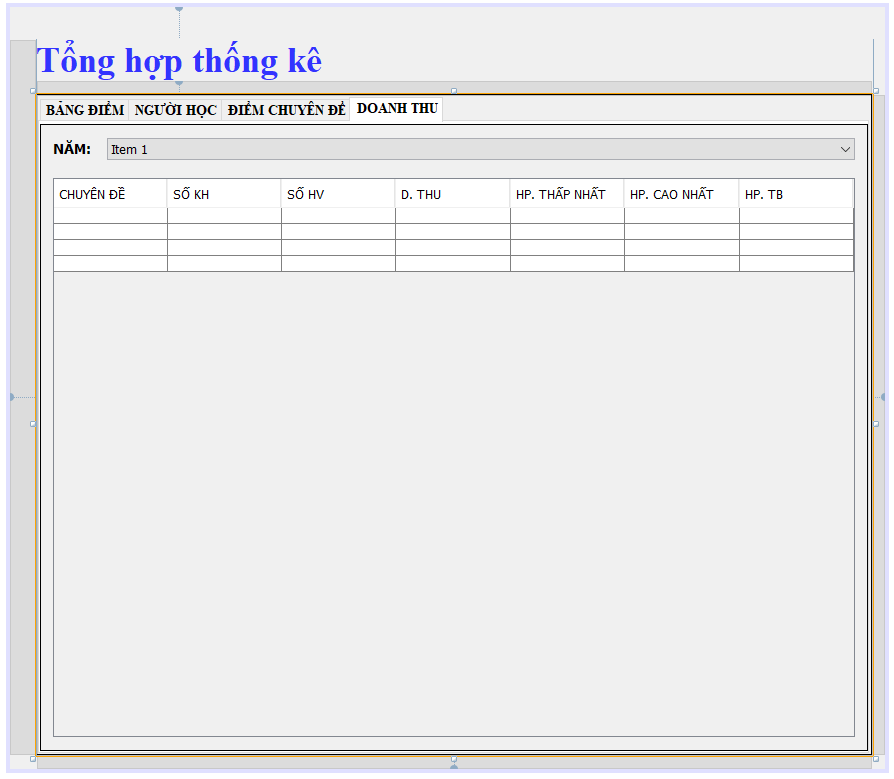 Tổng hợp thống kê
BẢNG ĐIỂM NGƯỜI HỌC ĐIỂM CHUYÊN ĐỀ DOANH THU
NĂM: Item 1
CHUYÊN ĐỀ SỐ KH SỐ HV D. THU HP. THẤP NHẤT HP. CAO NHẤT HP. TB